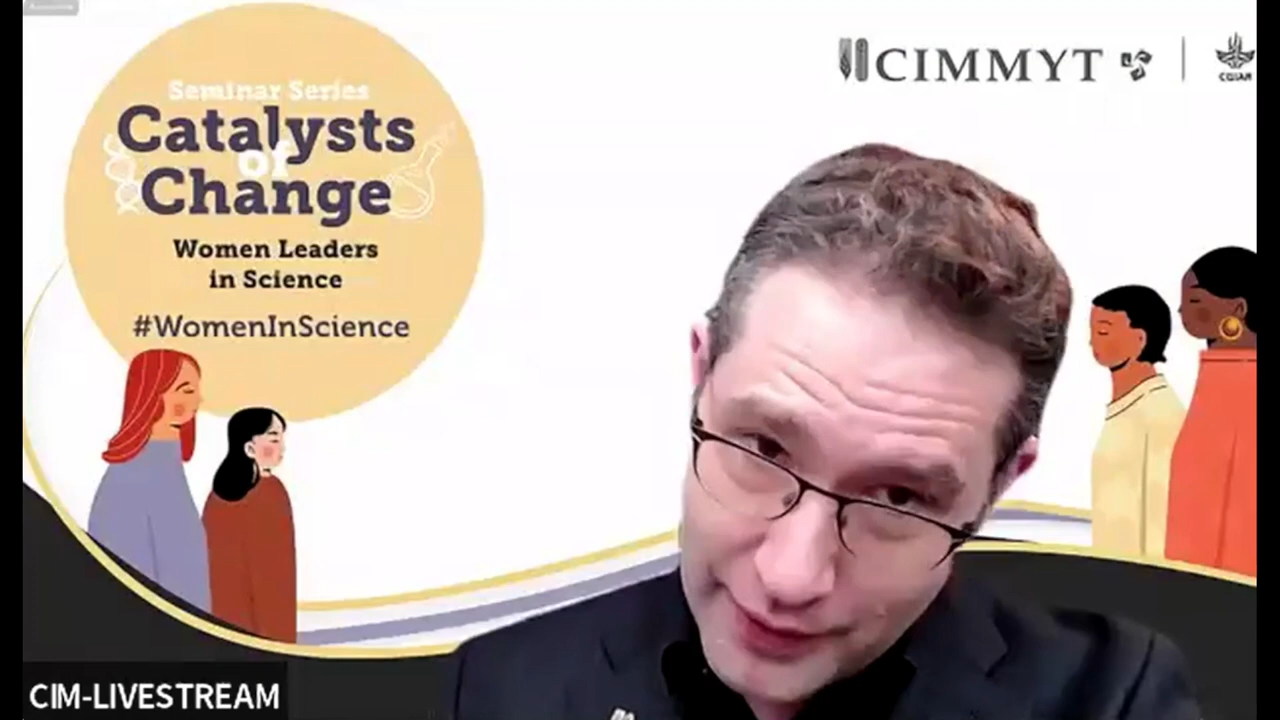 Seminar Series
Catalysts
of
Change
Women Leaders
in Science
#WomenInScience
CIMMYT
CGIAR
CIM-LIVESTREAM